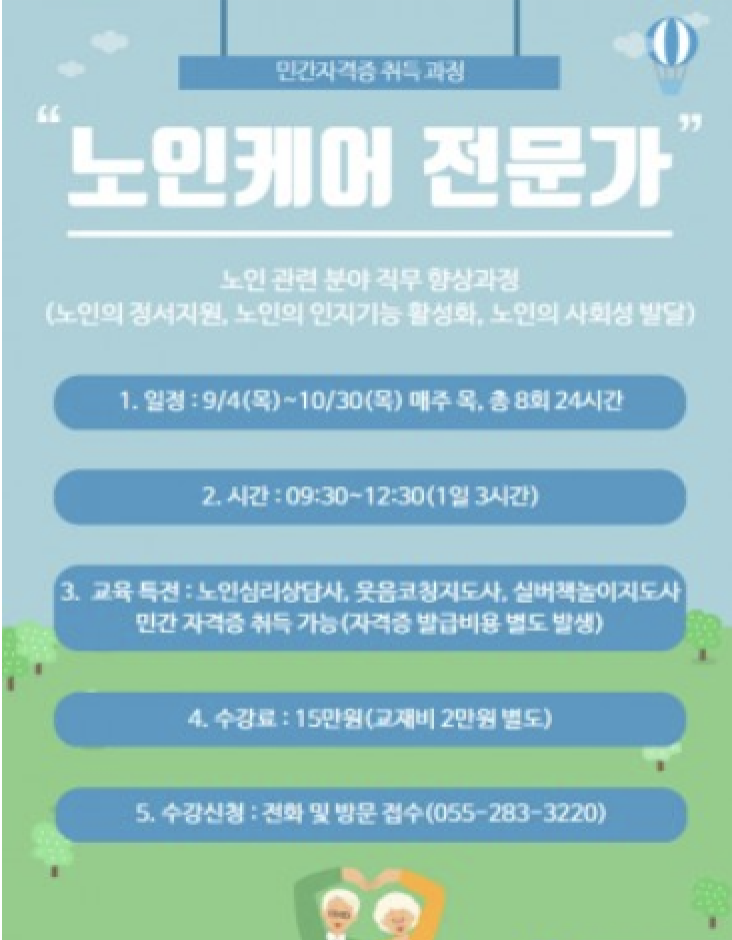 민간자격증 취득 과정
“노인케어 전문가”
노인 관련 분야 직무 향상과정
(노인의 정서지원, 노인의 인지기능 활성화, 노인의 사회성 발달)
1. 일정 : 9/4(목)~10/30(목) 매주 목, 총 8회 24시간
2. 시간 : 09:30~12:30(1일 3시간)
3. 교육 특전 : 노인심리상담사, 웃음코칭지도사, 실버책놀이지도사
민간 자격증 취득 가능(자격증 발급비용 별도 발생)
4. 수강료 : 15만원(교재비 2만원 별도)
5. 수강신청 : 전화 및 방문 접수(055-283-3220)